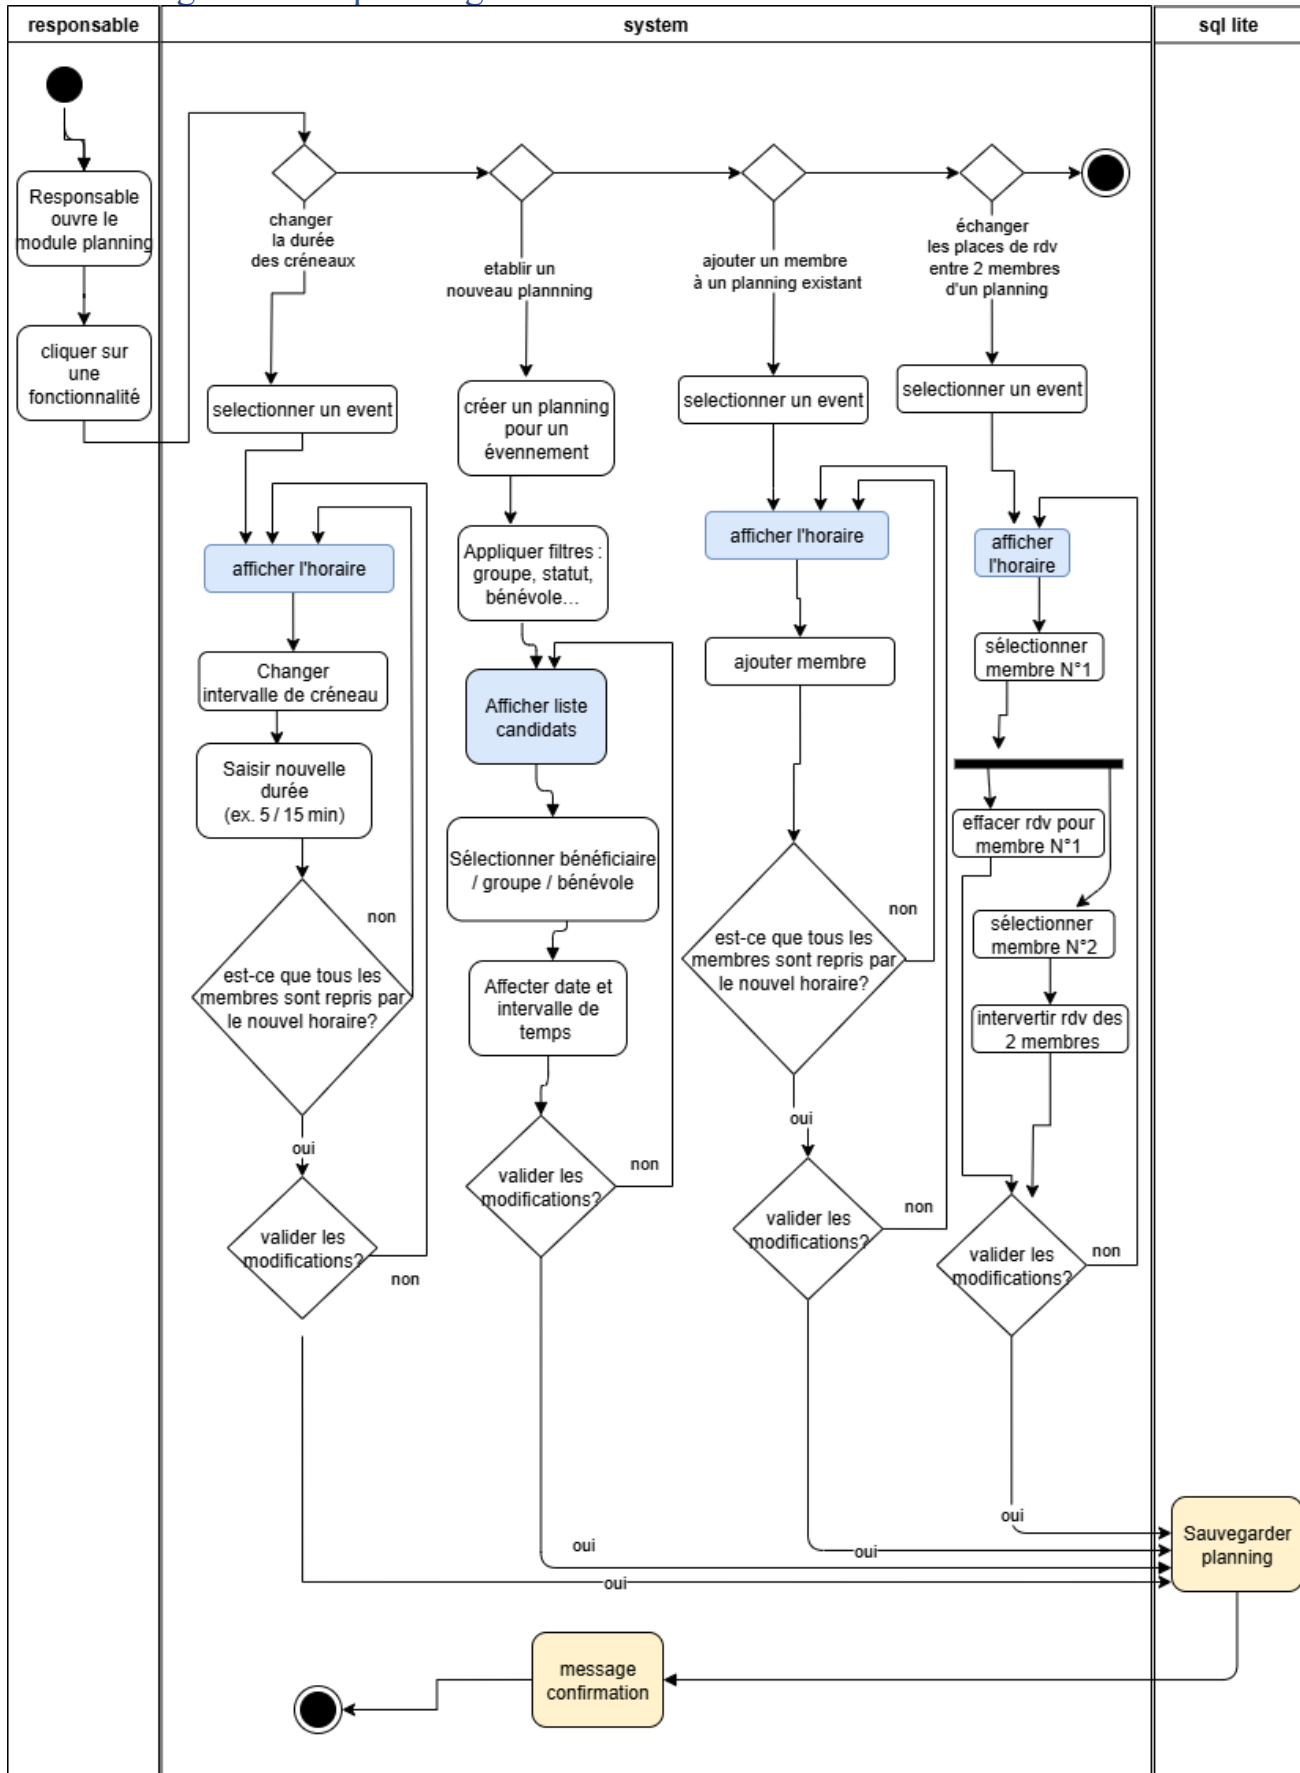 responsable
system
sql lite
Responsable
ouvre le
module planning
cliquer sur
une
fonctionnalité
changer
la durée
des créneaux
selectionner un event
afficher l'horaire
Changer
intervalle de créneau
Saisir nouvelle
durée
(ex. 5 / 15 min)
non
est-ce que tous les
membres sont repris par
le nouvel horaire?
oui
valider les
modifications?
non
oui
etablir un
nouveau plannning
créer un planning
pour un
évennement
Appliquer filtres :
groupe, statut,
bénévole...
Afficher liste
candidats
Sélectionner bénéficiaire
/ groupe / bénévole
Affecter date et
intervalle de
temps
valider les
modifications?
non
oui
ajouter un membre
à un planning existant
selectionner un event
afficher l'horaire
ajouter membre
non
est-ce que tous les
membres sont repris par
le nouvel horaire?
oui
valider les
modifications?
non
oui
échanger
les places de rdv
entre 2 membres
d'un planning
selectionner un event
afficher
l'horaire
sélectionner
membre N°1
effacer rdv pour
membre N°1
sélectionner
membre N°2
intervertir rdv des
2 membres
valider les
modifications?
non
oui
Sauvegarder
planning
message
confirmation